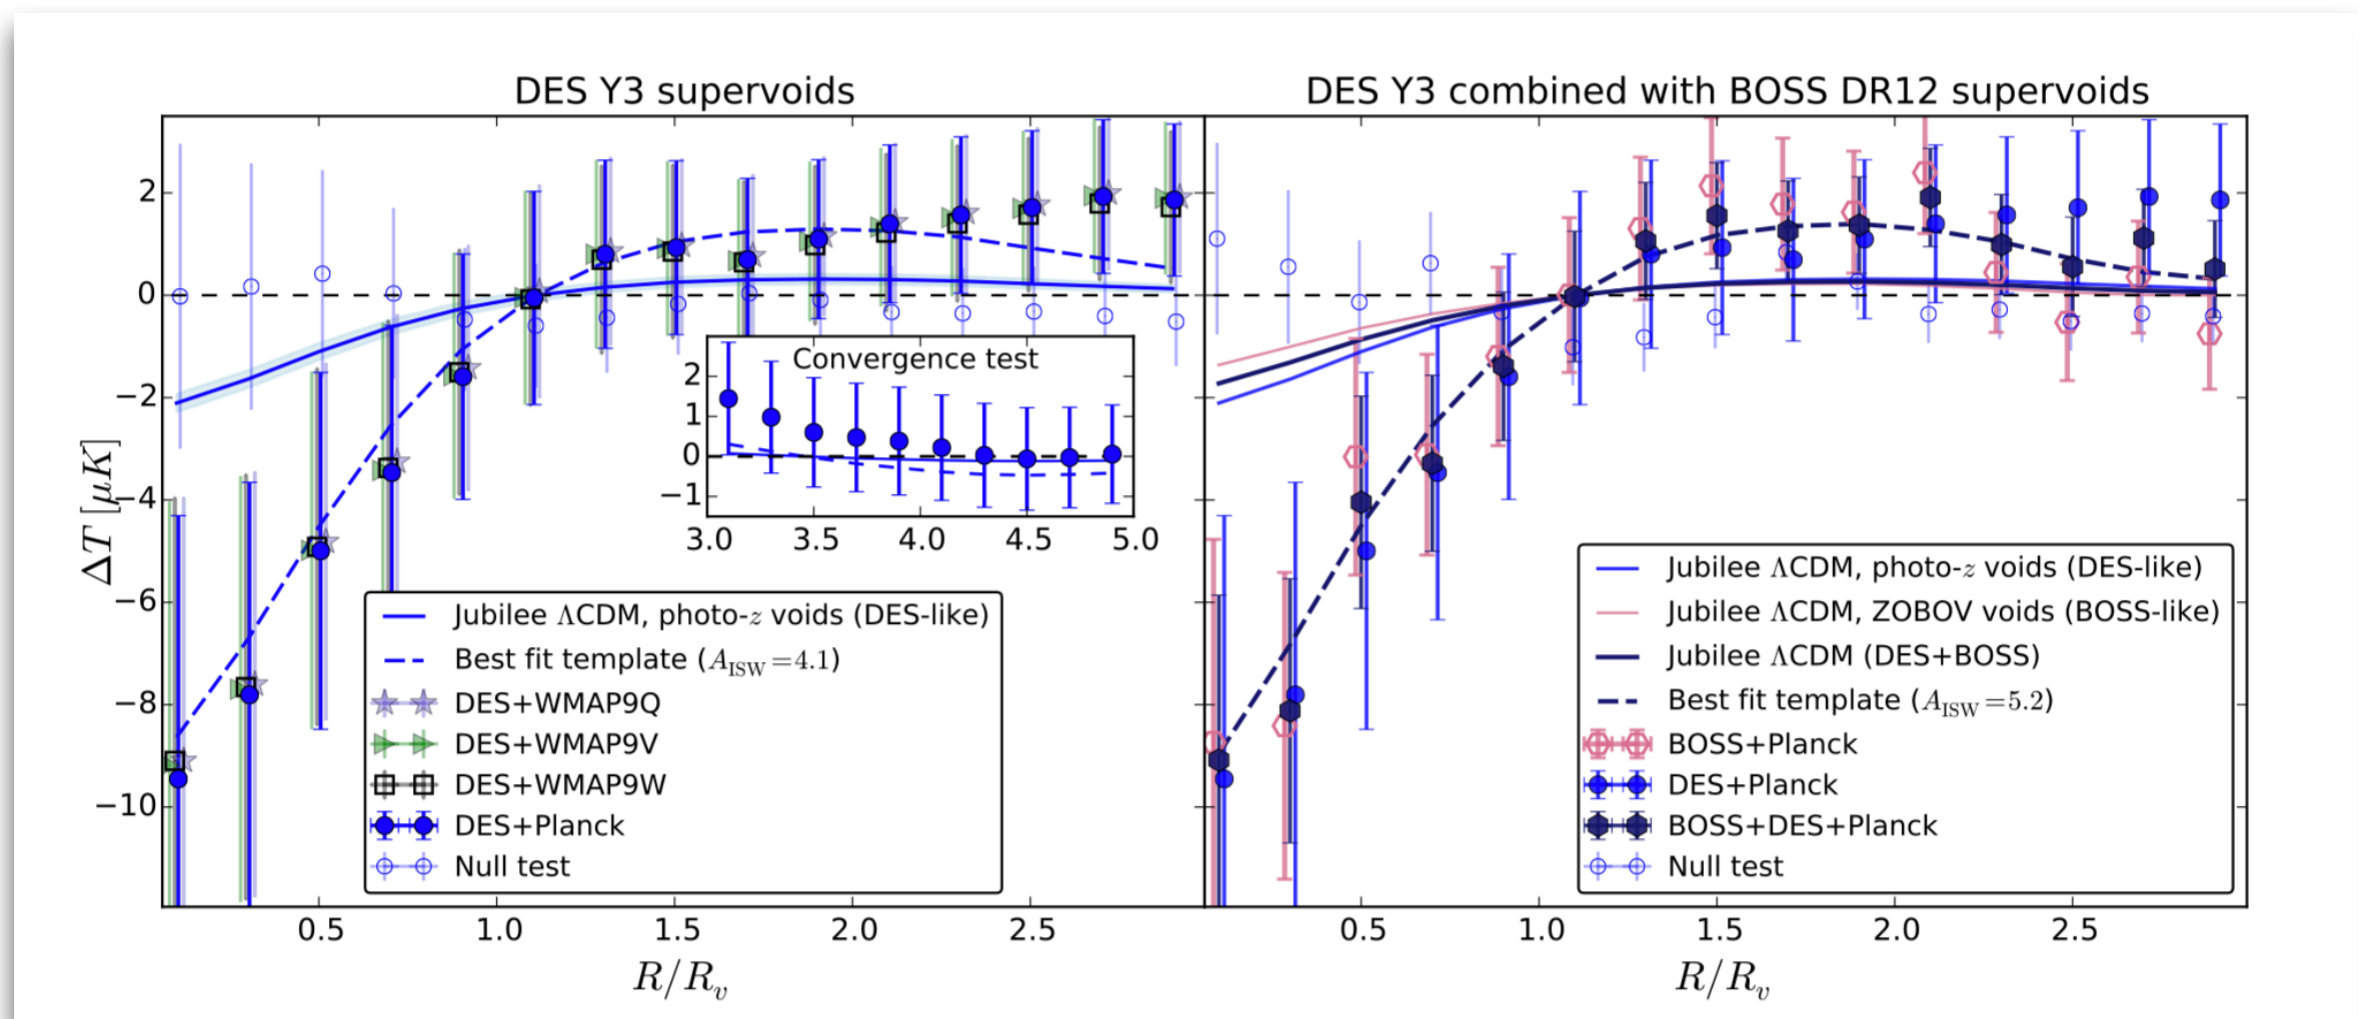 DES Y3 supervoids
DES Y3 combined with BOSS DR12 supervoids
ΔT [μK]
2
0
−2
−4
−6
−8
−10
Convergence test
2
1
0
−1
3.0 3.5 4.0 4.5 5.0
Jubilee ΛCDM, photo-z voids (DES-like)
Best fit template (A_ISW=4.1)
DES+WMAP9Q
DES+WMAP9V
DES+WMAP9W
DES+Planck
Null test
0.5 1.0 1.5 2.0 2.5
R/R_v
Jubilee ΛCDM, photo-z voids (DES-like)
Jubilee ΛCDM, ZOBOV voids (BOSS-like)
Jubilee ΛCDM (DES+BOSS)
Best fit template (A_ISW=5.2)
BOSS+Planck
DES+Planck
BOSS+DES+Planck
Null test
0.5 1.0 1.5 2.0 2.5
R/R_v